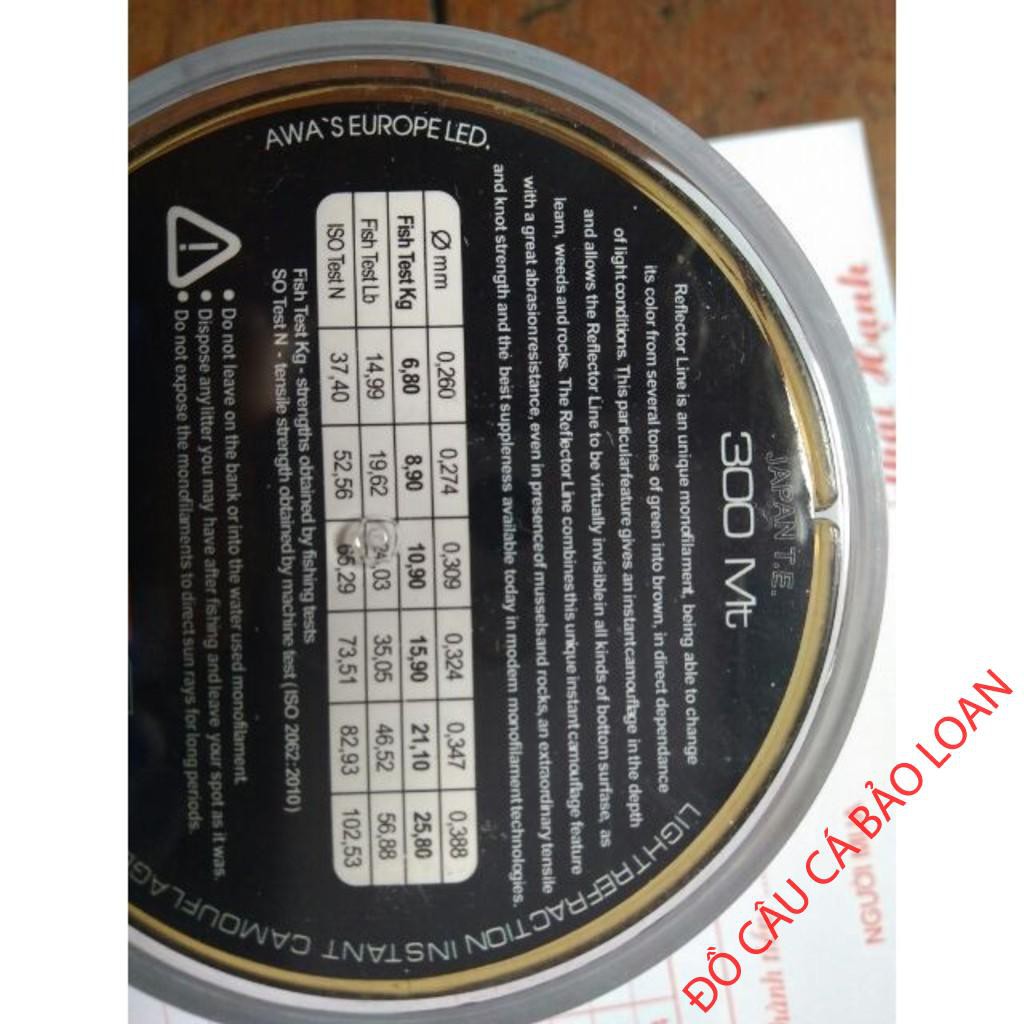 JAPAN T.E.
300 Mt
Reflector Line is an unique monofilament, being able to change
its color from several tones of green into brown, in direct dependance
of light conditions. This particular feature gives an instant camouflage in the depth
and allows the Reflector Line to be virtually invisible in all kinds of bottom surfase, as
learn, weeds and rocks. The Reflector Line combines this unique instant camouflage feature
with a great abrasion resistance, even in presence of mussels and rocks, an extraordinary tensile
and knot strength and the best suppleness available today in modern monofilament technologies.
Ø mm 0,260 0,274 0,309 0,324 0,347 0,388
Fish Test Kg 6,80 8,90 10,90 15,90 21,10 25,80
Fish Test Lb 14,99 19,62 35,05 46,52 56,88
ISO Test N 37,40 52,56 73,51 82,93 102,53
Fish Test Kg - strengths obtained by fishing tests
SO Test N - tensile strength obtained by machine test (ISO 2062:2010)
• Do not leave on the bank or into the water used monofilament.
• Dispose any litter you may have after fishing and leave your spot as it was.
• Do not expose the monofilaments to direct sun rays for long periods.
AWA`S EUROPE LED.
LIGHT REFRACTION INSTANT CAMOUFLAG
NGƯỜI
ĐỒ CÂU CÁ BẢO LOAN